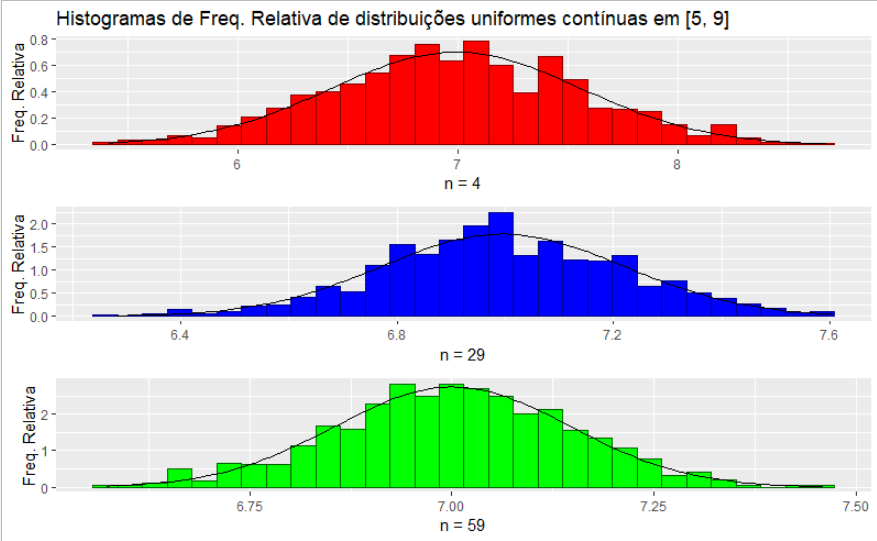 Histogramas de Freq. Relativa de distribuições uniformes contínuas em [5, 9]
Freq. Relativa
0.8
0.6
0.4
0.2
0.0
6 7 8
n = 4
Freq. Relativa
2.0
1.5
1.0
0.5
0.0
6.4 6.8 7.2 7.6
n = 29
Freq. Relativa
2
1
0
6.75 7.00 7.25 7.50
n = 59